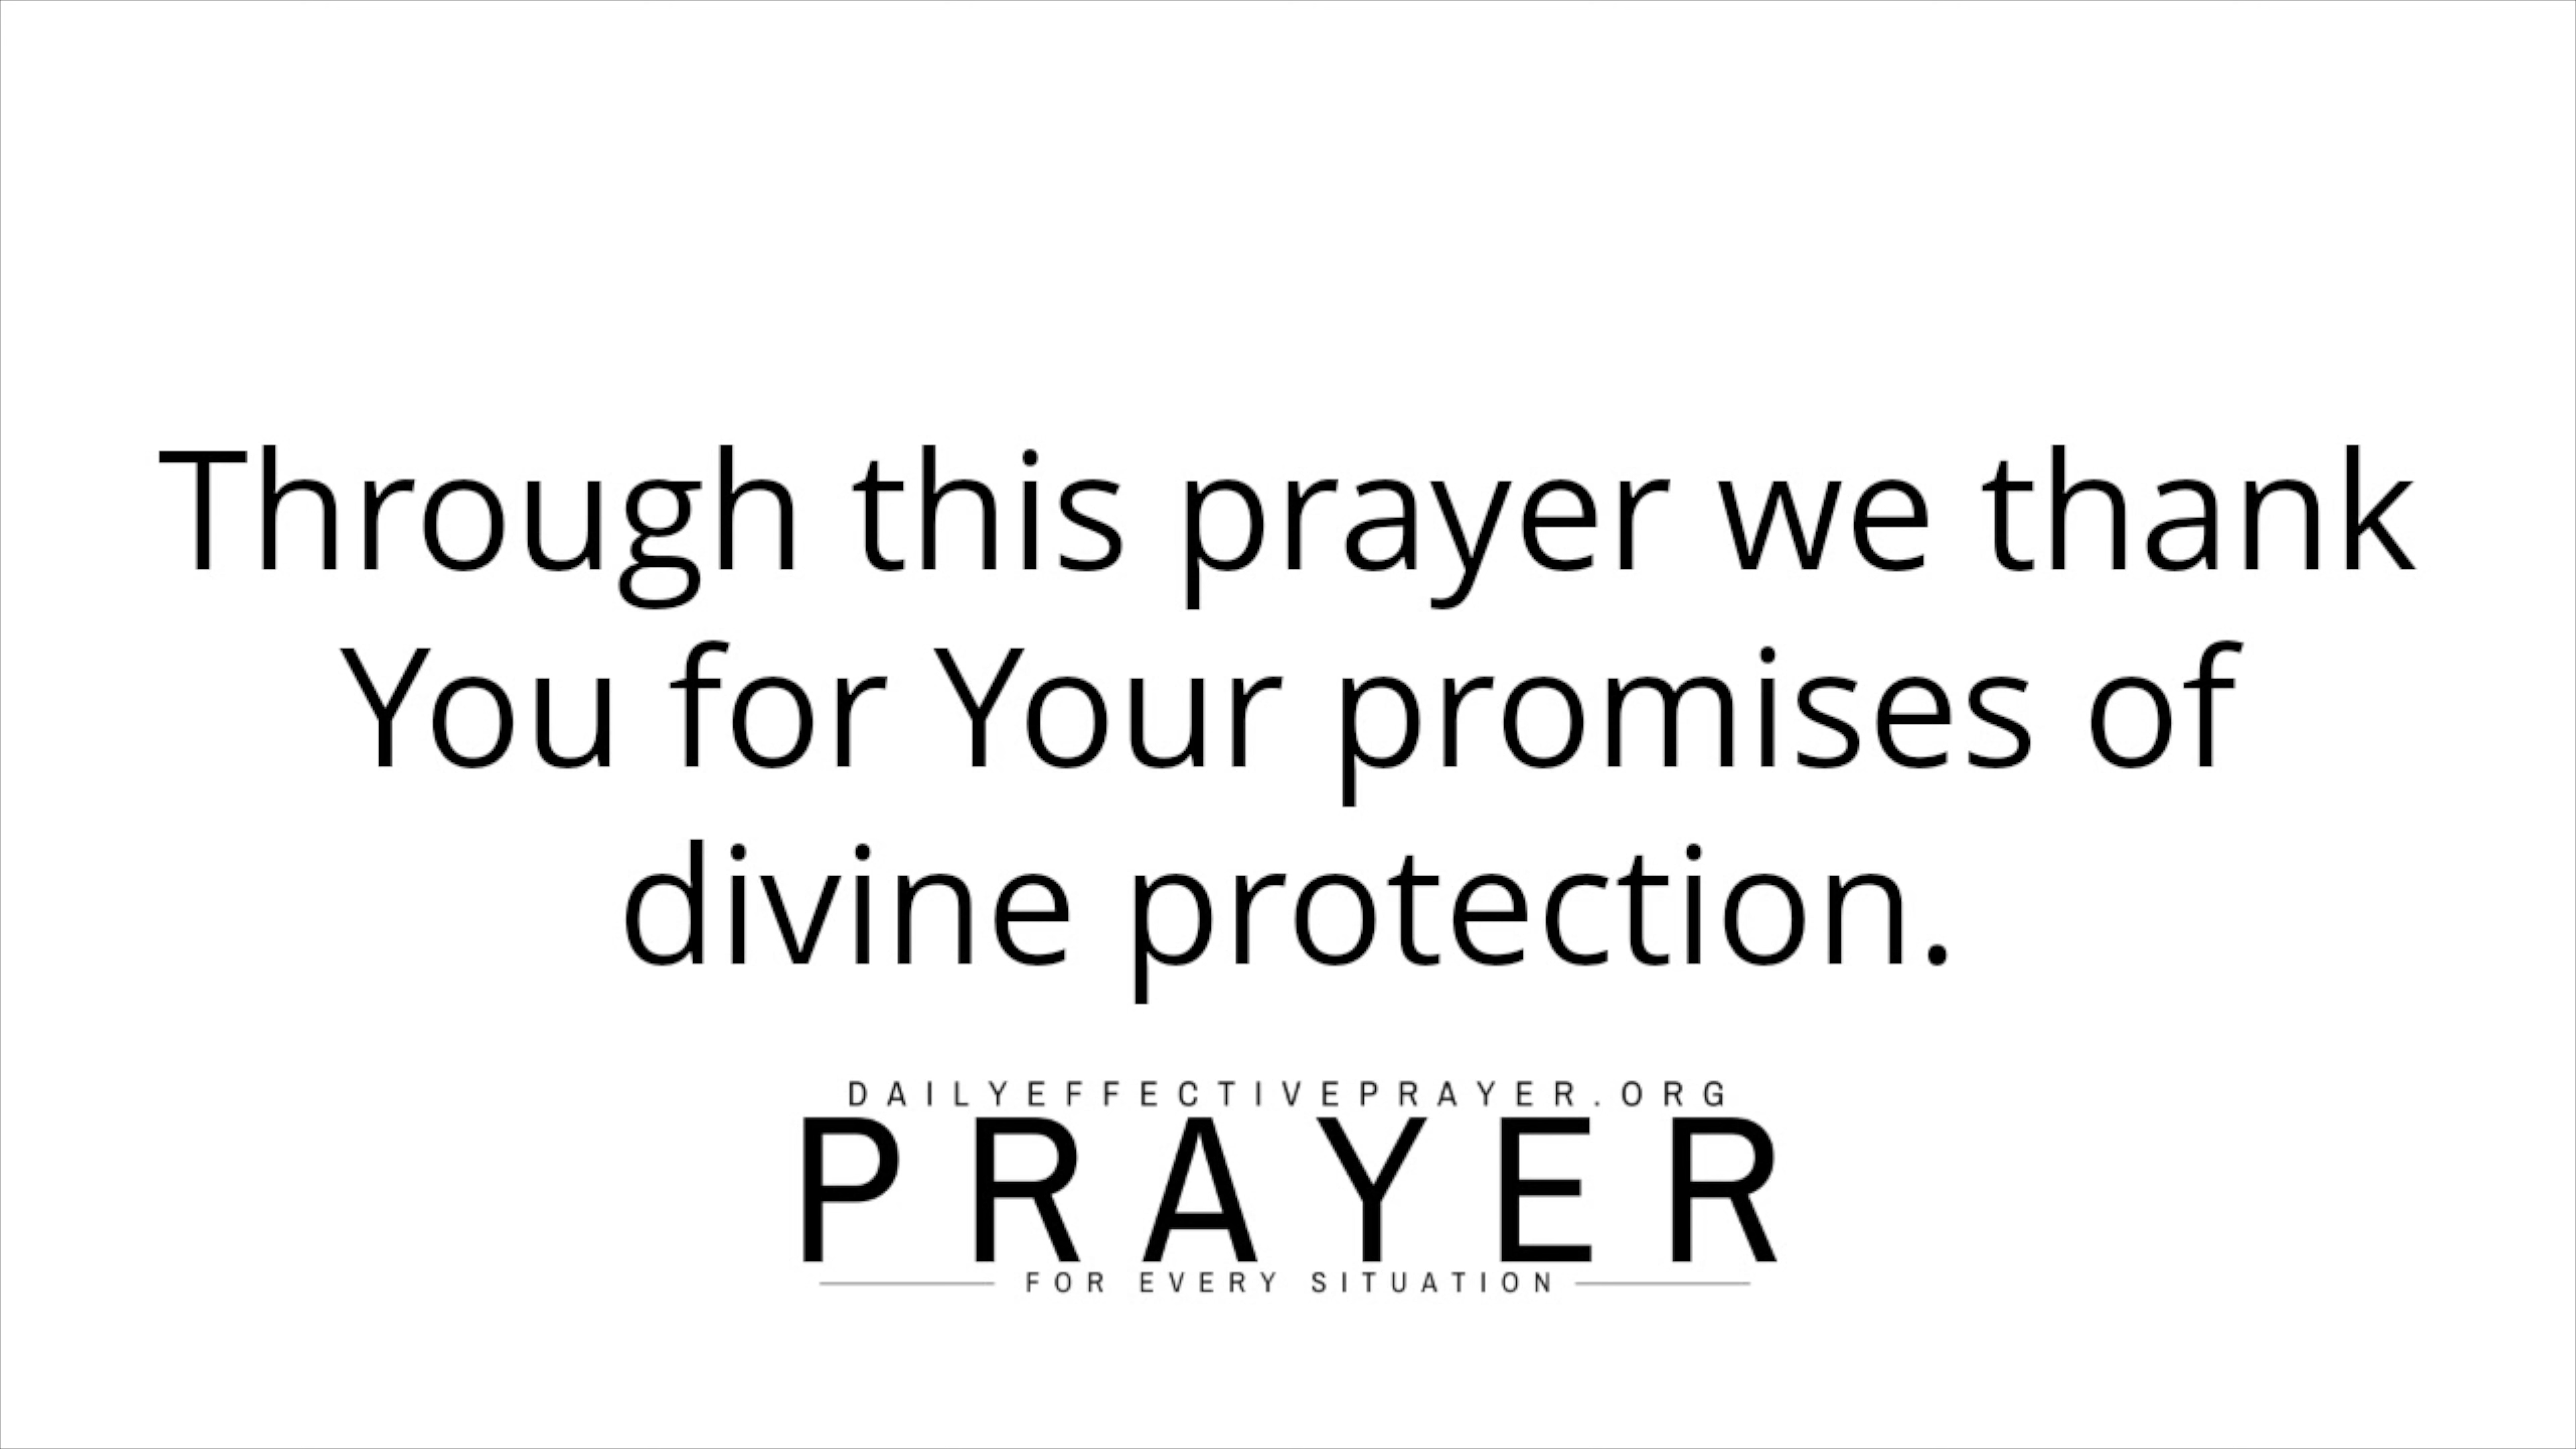 Through this prayer we thank
You for Your promises of
divine protection.
DAILYEFFECTIVEPRAYER.ORG
PRAYER
FOR EVERY SITUATION